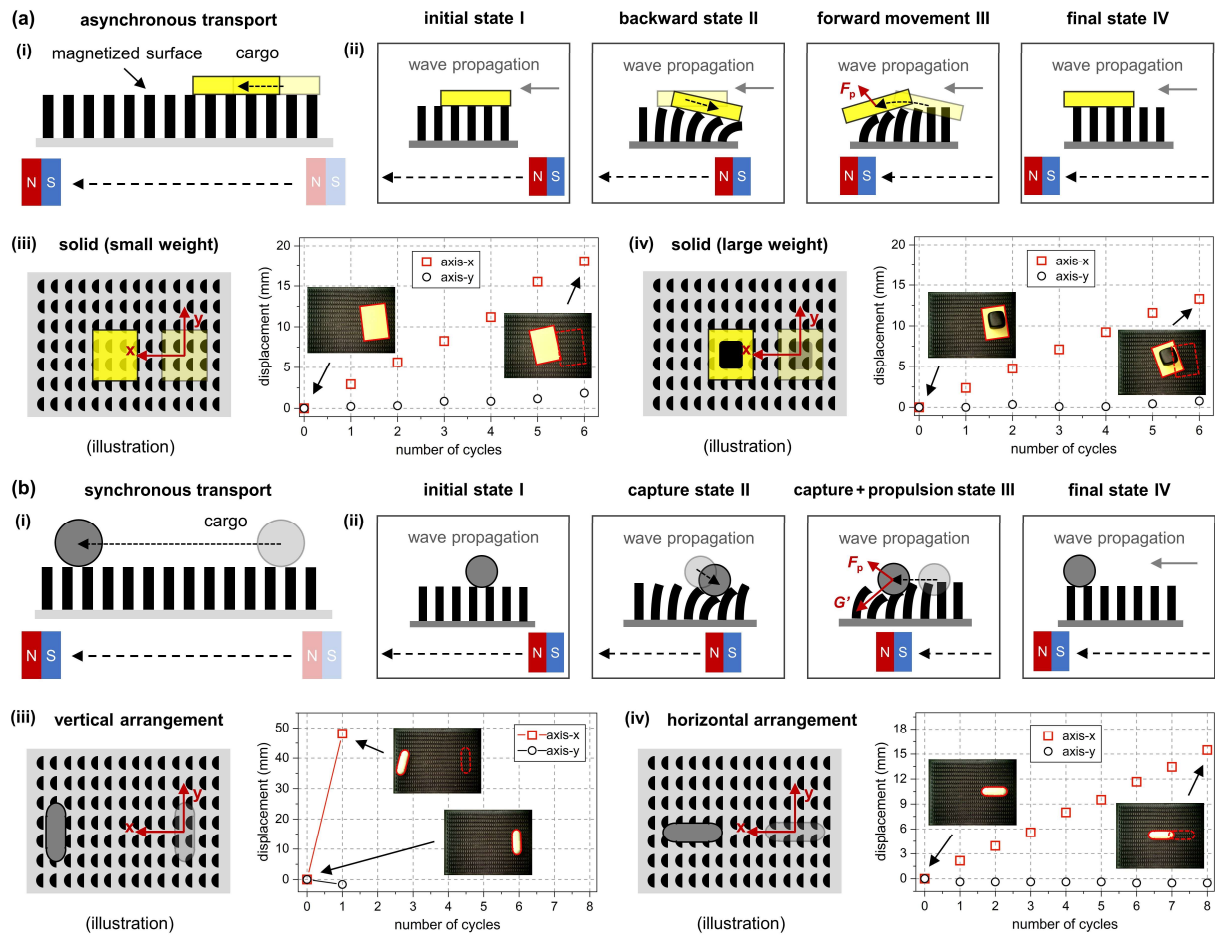 (a) asynchronous transport
initial state I
backward state II
forward movement III
final state IV
(i) magnetized surface cargo
N S
N S
(ii)
wave propagation
N S
wave propagation
N S
wave propagation
Fp
N S
wave propagation
N S
(iii) solid (small weight)
x
y
(illustration)
displacement (mm)
20
15
10
5
0
axis-x
axis-y
0 1 2 3 4 5 6
number of cycles
(iv) solid (large weight)
x
y
(illustration)
displacement (mm)
20
15
10
5
0
axis-x
axis-y
0 1 2 3 4 5 6
number of cycles
(b) synchronous transport
initial state I
capture state II
capture + propulsion state III
final state IV
(i) cargo
N S
N S
(ii)
wave propagation
N S
wave propagation
N S
wave propagation
Fp
G'
N S
wave propagation
N S
(iii) vertical arrangement
x
y
(illustration)
displacement (mm)
50
40
30
20
10
0
axis-x
axis-y
0 1 2 3 4 5 6 7 8
number of cycles
(iv) horizontal arrangement
x
y
(illustration)
displacement (mm)
18
15
12
9
6
3
0
axis-x
axis-y
0 1 2 3 4 5 6 7 8
number of cycles